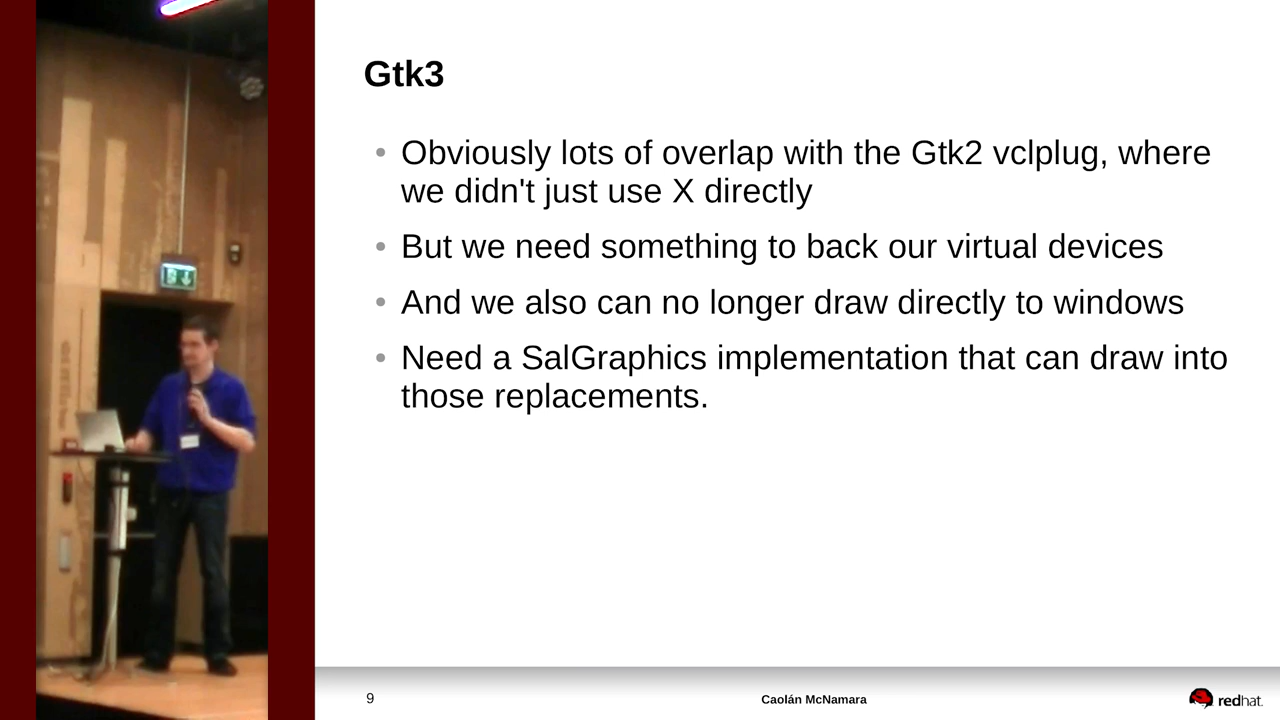 Gtk3
Obviously lots of overlap with the Gtk2 vclplug, where
we didn't just use X directly
But we need something to back our virtual devices
And we also can no longer draw directly to windows
Need a SalGraphics implementation that can draw into
those replacements.
9
Caolán McNamara
redhat.